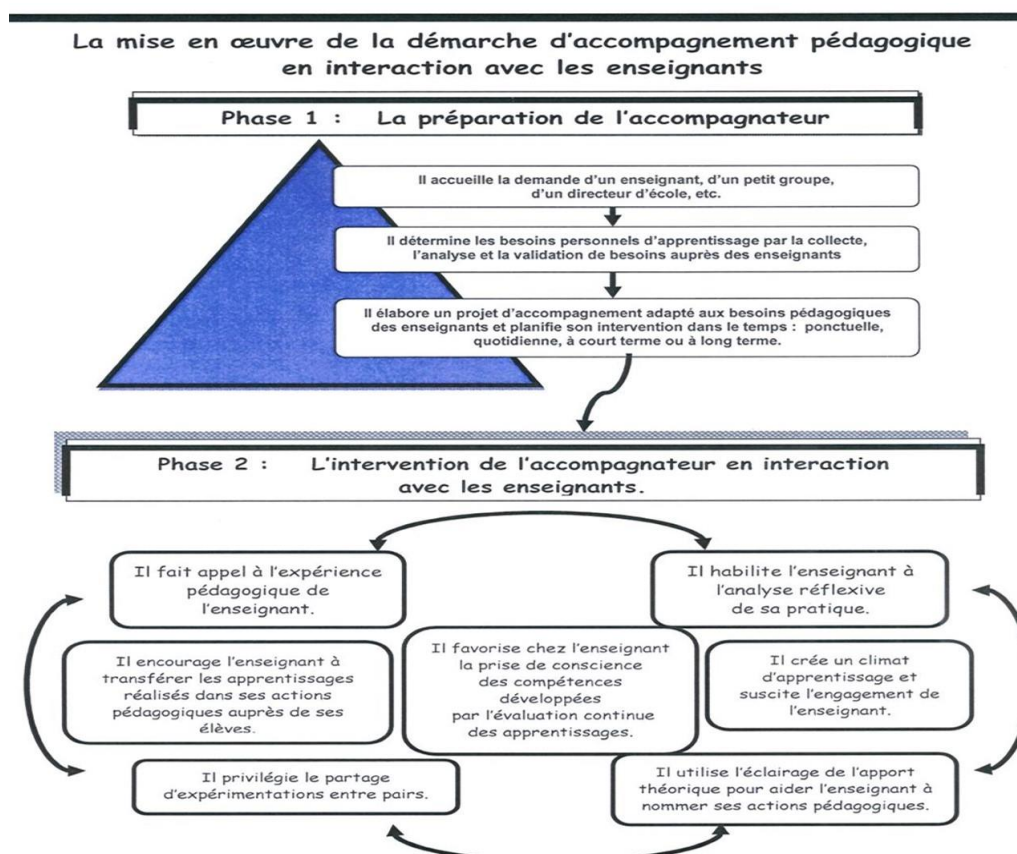 La mise en œuvre de la démarche d'accompagnement pédagogique
en interaction avec les enseignants
Phase 1 : La préparation de l'accompagnateur
Il accueille la demande d'un enseignant, d'un petit groupe,
d'un directeur d'école, etc.
Il détermine les besoins personnels d'apprentissage par la collecte,
l'analyse et la validation de besoins auprès des enseignants
Il élabore un projet d'accompagnement adapté aux besoins pédagogiques
des enseignants et planifie son intervention dans le temps : ponctuelle,
quotidienne, à court terme ou à long terme.
Phase 2 : L'intervention de l'accompagnateur en interaction
avec les enseignants.
Il fait appel à l'expérience
pédagogique de
l'enseignant.
Il habilite l'enseignant à
l'analyse réflexive
de sa pratique.
Il encourage l'enseignant à
transférer les apprentissages
réalisés dans ses actions
pédagogiques auprès de ses
élèves.
Il favorise chez l'enseignant
la prise de conscience
des compétences
développées
par l'évaluation continue
des apprentissages.
Il crée un climat
d'apprentissage et
suscite l'engagement de
l'enseignant.
Il privilégie le partage
d'expérimentations entre pairs.
Il utilise l'éclairage de l'apport
théorique pour aider l'enseignant à
nommer ses actions pédagogiques.